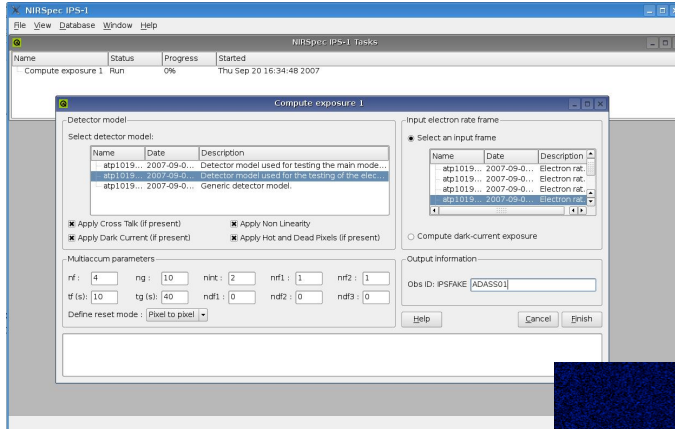 NIRSpec IPS-1
File View Database Window Help
NIRSpec IPS-1 Tasks
Name Status Progress Started
Compute exposure 1 Run 0% Thu Sep 20 16:34:48 2007
Compute exposure 1
Detector model
Select detector model:
Name Date Description
atp1019... 2007-09-0... Detector model used for testing the main mode...
atp1019... 2007-09-0... Detector model used for the testing of the elec...
atp1019... 2007-09-0... Generic detector model.
Apply Cross Talk (if present) Apply Non Linearity
Apply Dark Current (if present) Apply Hot and Dead Pixels (if present)
Input electron rate frame
Select an input frame
Name Date Description
atp1019... 2007-09-0... Electron rat.
atp1019... 2007-09-0... Electron rat.
atp1019... 2007-09-0... Electron rat.
atp1019... 2007-09-0... Electron rat.
Compute dark-current exposure
Multiaccum parameters
nf : 4 ng : 10 nint : 2 nrf1 : 1 nrf2 : 1
tf (s): 10 tg (s): 40 ndf1 : 0 ndf2 : 0 ndf3 : 0
Define reset mode : Pixel to pixel
Output information
Obs ID: IPSFAKE ADASS01
Help Cancel Finish